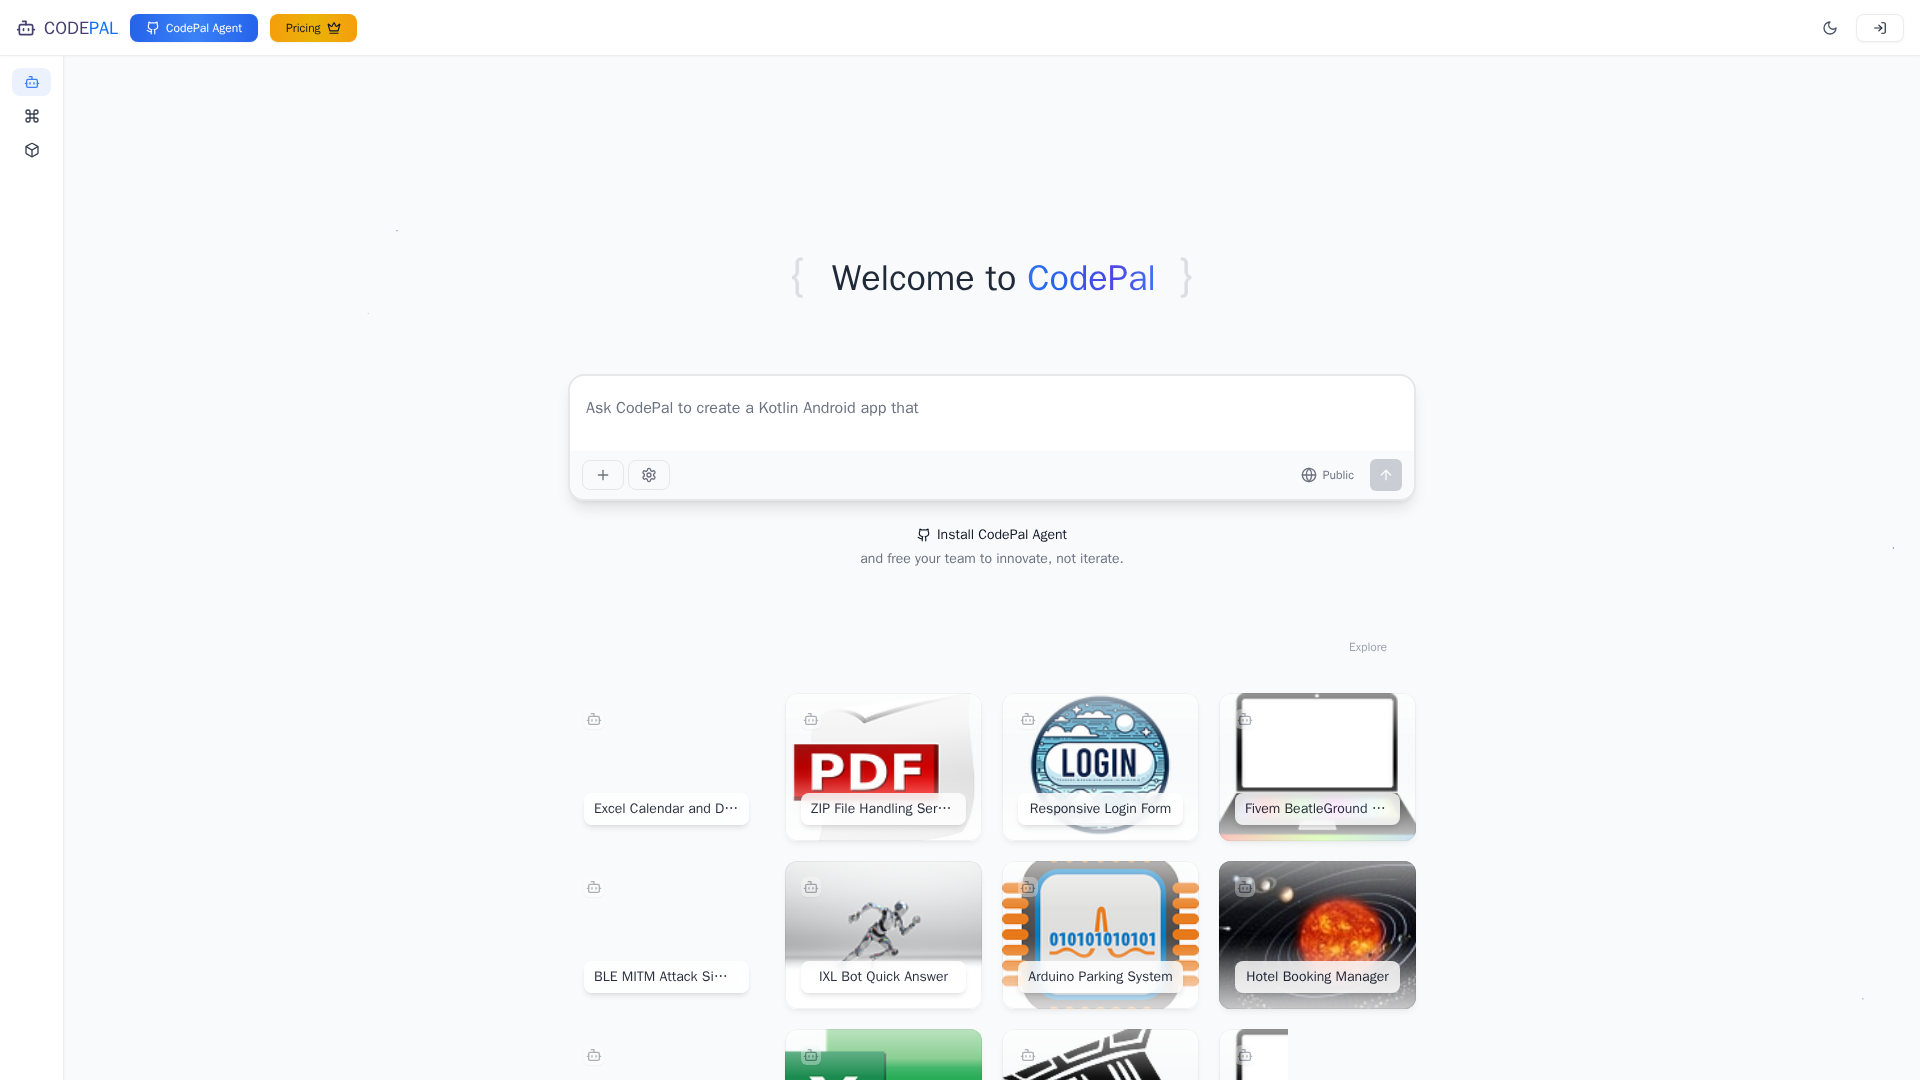 CODEPAL
CodePal Agent
Pricing
{ Welcome to CodePal }
Ask CodePal to create a Kotlin Android app that
Public
Install CodePal Agent
and free your team to innovate, not iterate.
Explore
PDF
LOGIN
Excel Calendar and D···
ZIP File Handling Ser···
Responsive Login Form
Fivem BeatleGround ···
010101010101
BLE MITM Attack Si···
IXL Bot Quick Answer
Arduino Parking System
Hotel Booking Manager